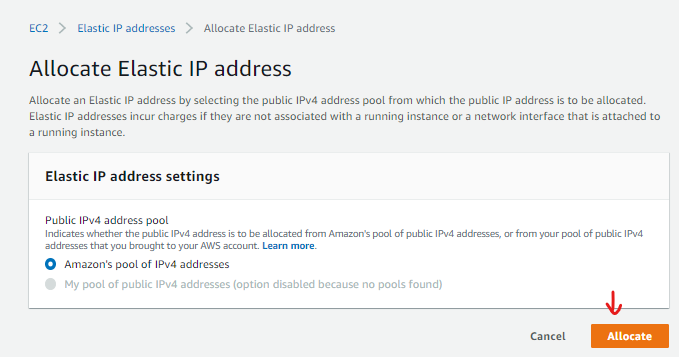 EC2 > Elastic IP addresses > Allocate Elastic IP address
Allocate Elastic IP address
Allocate an Elastic IP address by selecting the public IPv4 address pool from which the public IP address is to be allocated.
Elastic IP addresses incur charges if they are not associated with a running instance or a network interface that is attached to
a running instance.
Elastic IP address settings
Public IPv4 address pool
Indicates whether the public IPv4 address is to be allocated from Amazon's pool of public IPv4 addresses, or from your pool of public IPv4
addresses that you brought to your AWS account. Learn more.
Amazon's pool of IPv4 addresses
My pool of public IPv4 addresses (option disabled because no pools found)
Cancel Allocate